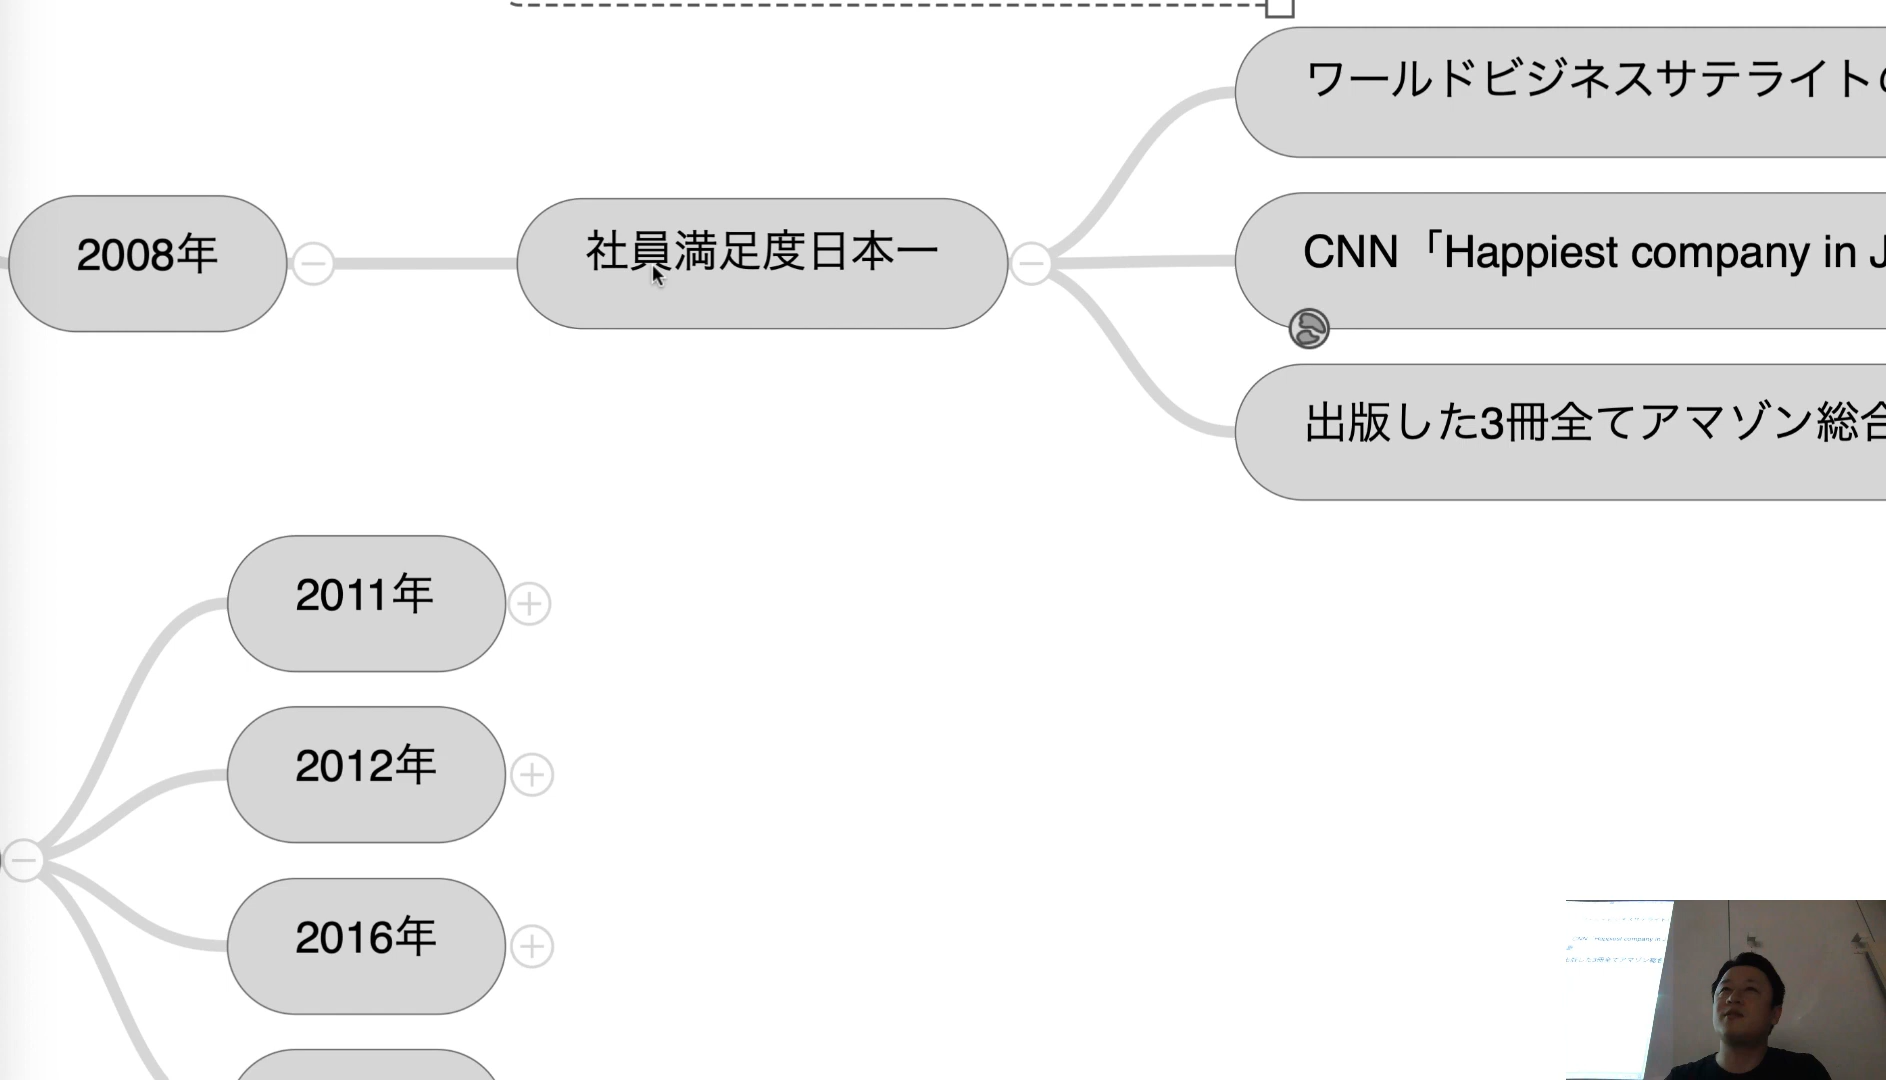 ワールドビジネスサテライト
2008年
社員満足度日本一
CNN「Happiest company in J
出版した3冊全てアマゾン総合
2011年
2012年
2016年